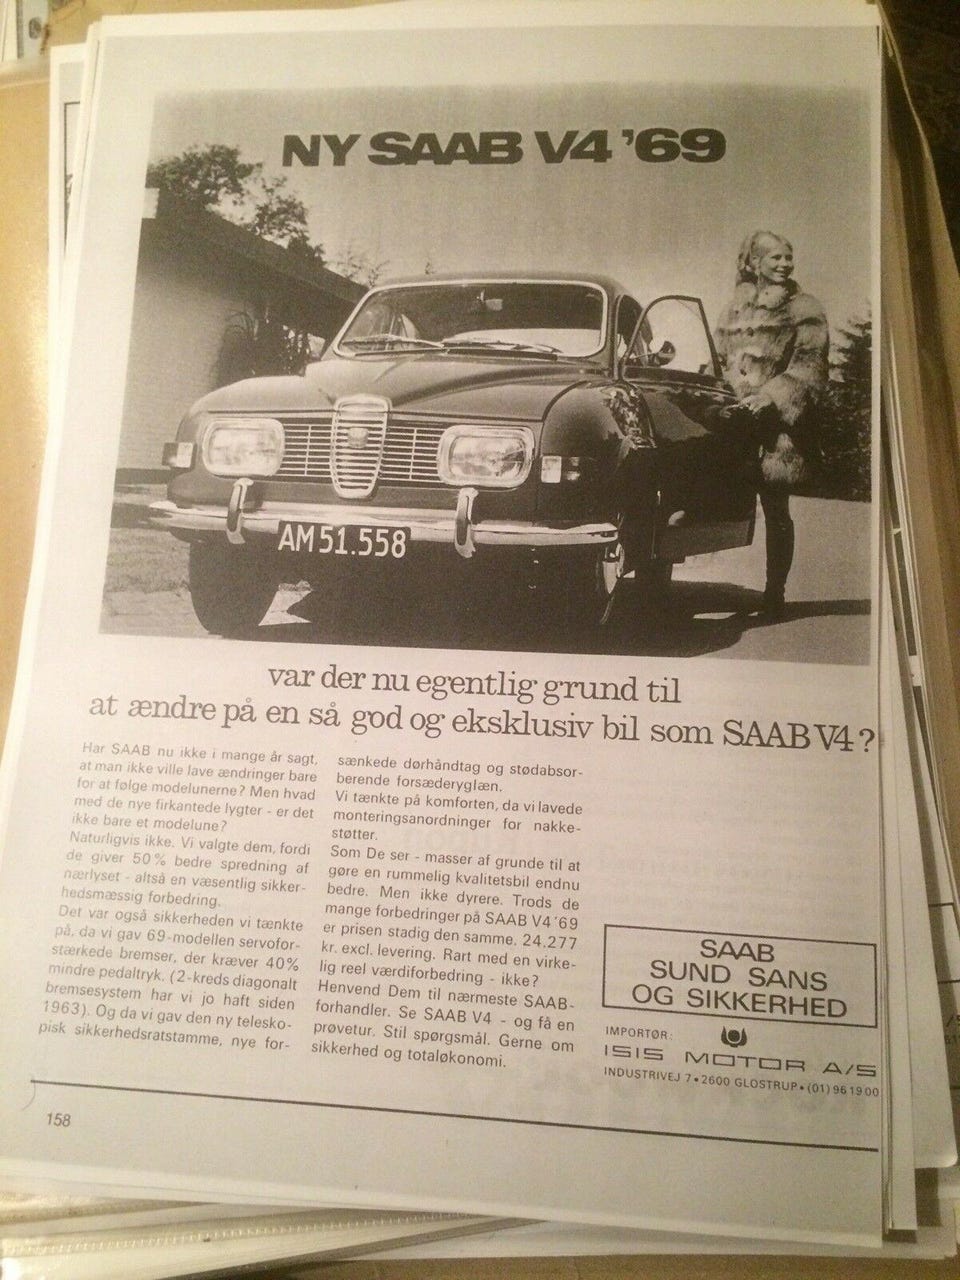 NY SAAB V4 '69
AM 51.558
var der nu egentlig grund til
at ændre på en så god og eksklusiv bil som SAAB V4?
Har SAAB nu ikke i mange år sagt,
at man ikke ville lave ændringer bare
for at følge modelunerne? Men hvad
med de nye firkantede lygter - er det
ikke bare et modelune?
Naturligvis ikke. Vi valgte dem, fordi
de giver 50% bedre spredning af
nærlyset - altså en væsentlig sikker-
hedsmæssig forbedring.
Det var også sikkerheden vi tænkte
på, da vi gav 69-modellen servofor-
stærkede bremser, der kræver 40%
mindre pedaltryk. (2-kreds diagonalt
bremsesystem har vi jo haft siden
1963). Og da vi gav den ny telesko-
pisk sikkerhedsratstamme, nye for-
sænkede dørhåndtag og stødabsor-
berende forsæderyglæn.
Vi tænkte på komforten, da vi lavede
monteringsanordninger for nakke-
støtter.
Som De ser - masser af grunde til at
gøre en rummelig kvalitetsbil endnu
bedre. Men ikke dyrere. Trods de
mange forbedringer på SAAB V4 '69
er prisen stadig den samme. 24.277
kr. excl. levering. Rart med en virke-
lig reel værdiforbedring - ikke?
Henvend Dem til nærmeste SAAB-
forhandler. Se SAAB V4 - og få en
prøvetur. Stil spørgsmål. Gerne om
sikkerhed og totaløkonomi.
SAAB
SUND SANS
OG SIKKERHED
IMPORTØR:
ISIS MOTOR A/S
INDUSTRIVEJ 7 • 2600 GLOSTRUP • (01) 96 19 00
158